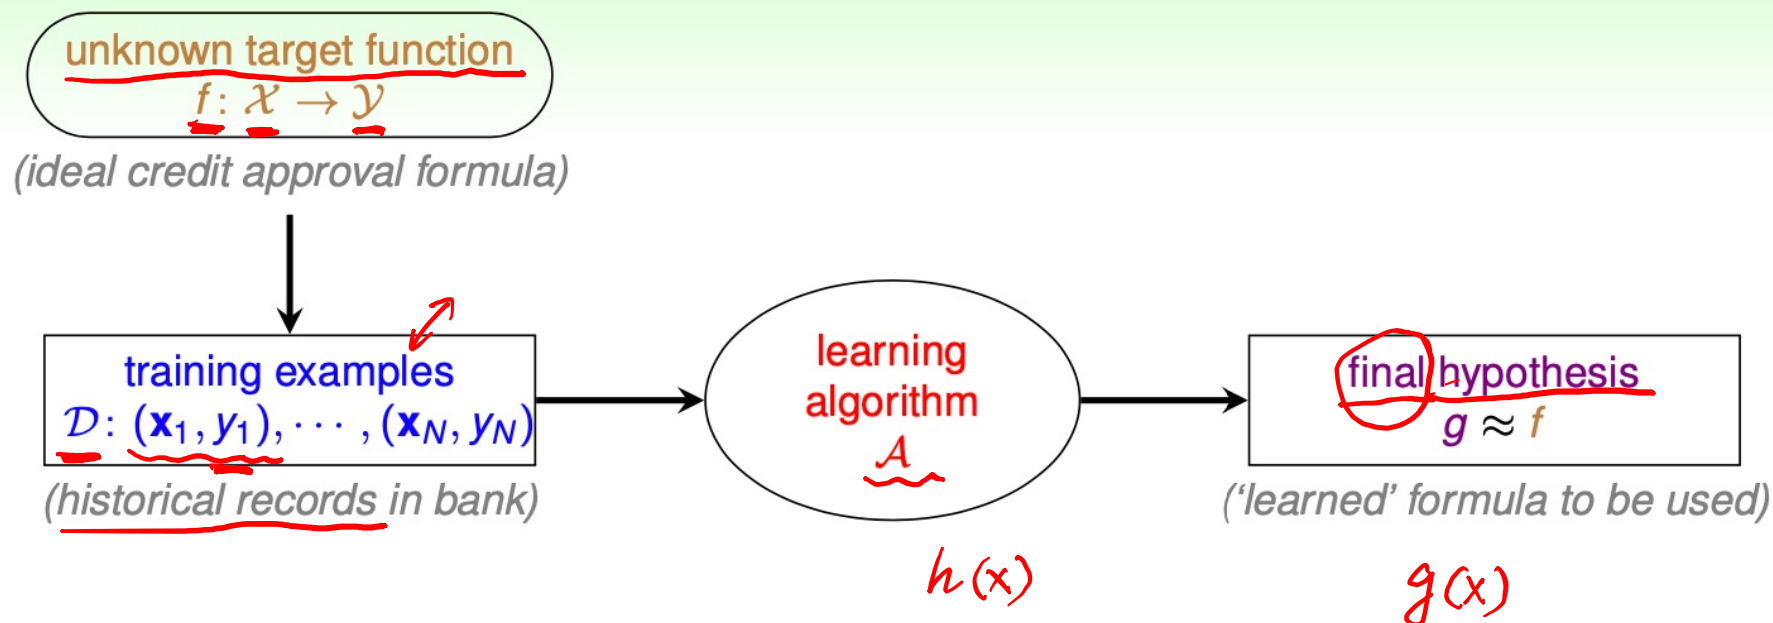 unknown target function
f: 𝒳 → 𝒴
(ideal credit approval formula)
training examples
𝒟: (x₁, y₁), ⋯ , (x_N, y_N)
(historical records in bank)
learning
algorithm
𝒜
final hypothesis
g ≈ f
(‘learned’ formula to be used)
h(x)
g(x)